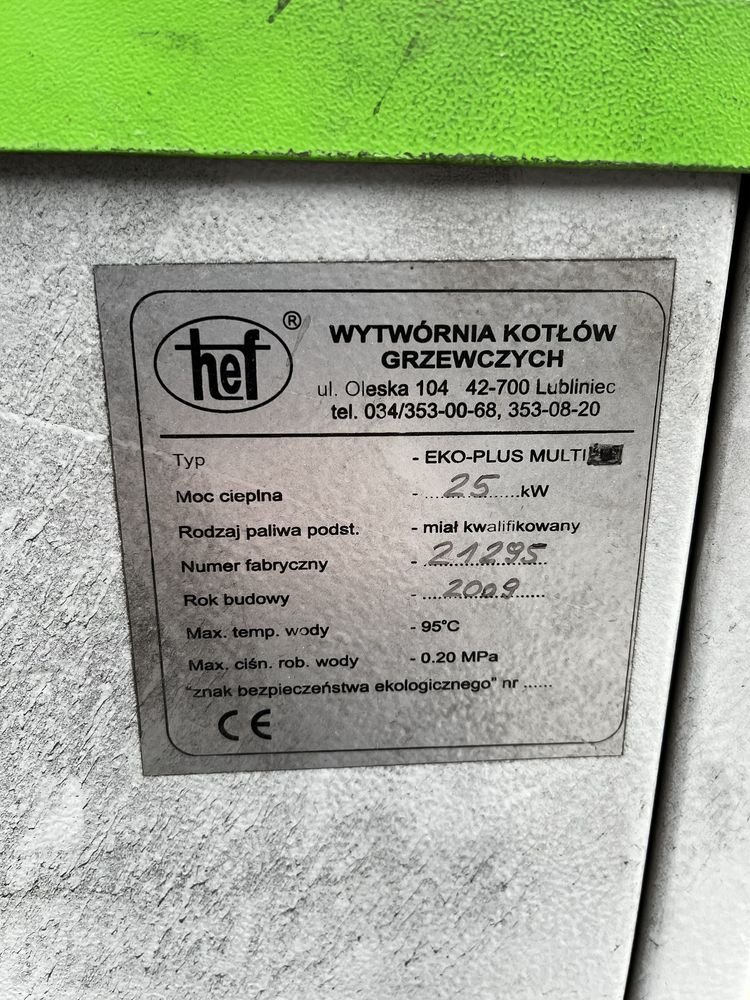 hef ®
WYTWÓRNIA KOTŁÓW
GRZEWCZYCH
ul. Oleska 104 42-700 Lubliniec
tel. 034/353-00-68, 353-08-20
Typ - EKO-PLUS MULTI
Moc cieplna - ....25.....kW
Rodzaj paliwa podst. - miał kwalifikowany
Numer fabryczny - 21295
Rok budowy - 2009
Max. temp. wody - 95°C
Max. ciśn. rob. wody - 0.20 MPa
"znak bezpieczeństwa ekologicznego" nr ......
CE